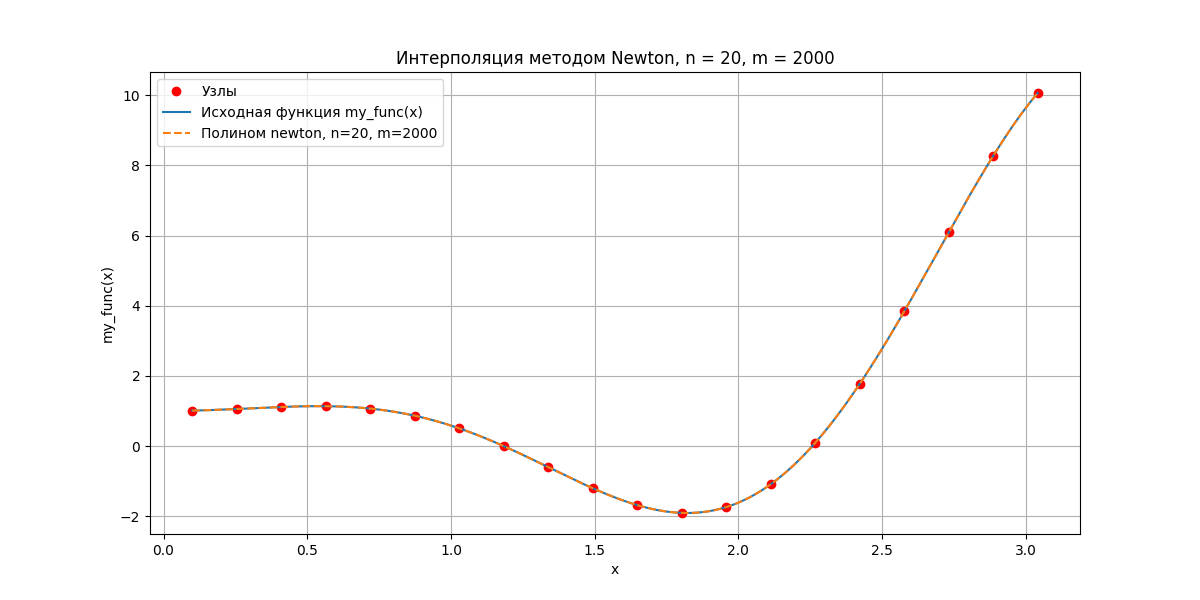 Интерполяция методом Newton, n = 20, m = 2000
Узлы
Исходная функция my_func(x)
Полином newton, n=20, m=2000
10
8
6
4
2
0
−2
my_func(x)
0.0 0.5 1.0 1.5 2.0 2.5 3.0
x